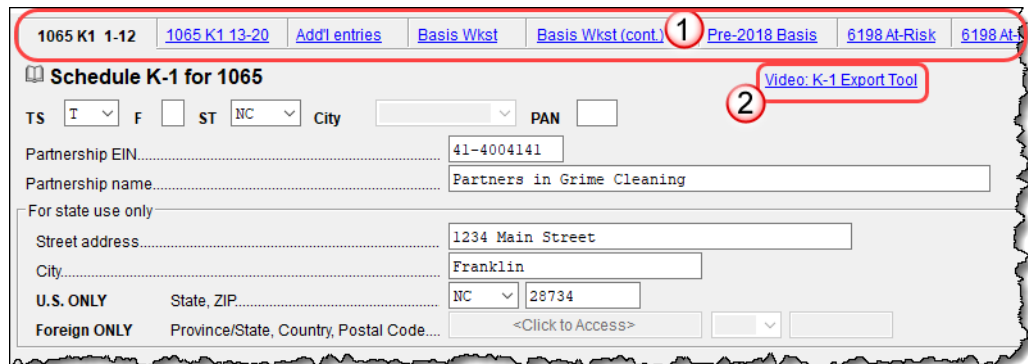 1065 K1 1-12 1065 K1 13-20 Add'l entries Basis Wkst Basis Wkst (cont.) 1 Pre-2018 Basis 6198 At-Risk 6198 At-
Schedule K-1 for 1065 Video: K-1 Export Tool
2
TS T F ST NC City PAN
Partnership EIN 41-4004141
Partnership name Partners in Grime Cleaning
For state use only
Street address 1234 Main Street
City Franklin
U.S. ONLY State, ZIP NC 28734
Foreign ONLY Province/State, Country, Postal Code.... <Click to Access>